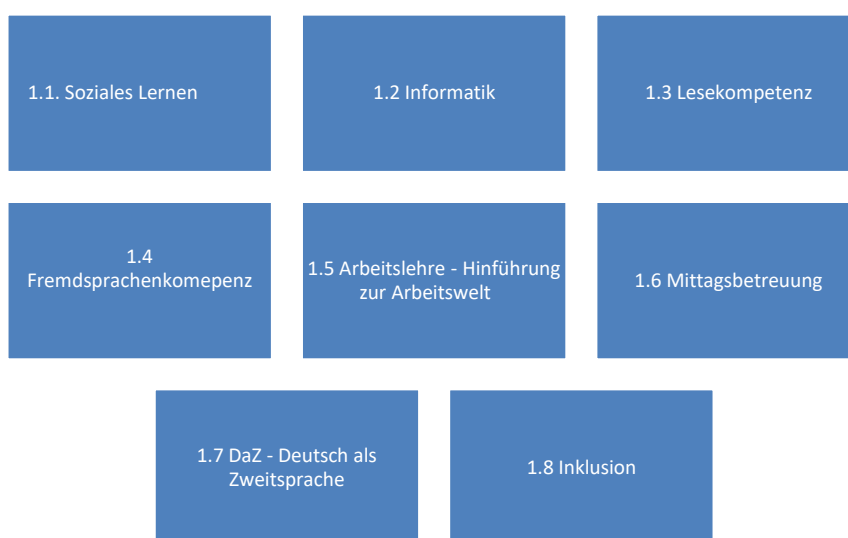 1.1. Soziales Lernen
1.2 Informatik
1.3 Lesekompetenz
1.4
Fremdsprachenkomepenz
1.5 Arbeitslehre - Hinführung
zur Arbeitswelt
1.6 Mittagsbetreuung
1.7 DaZ - Deutsch als
Zweitsprache
1.8 Inklusion